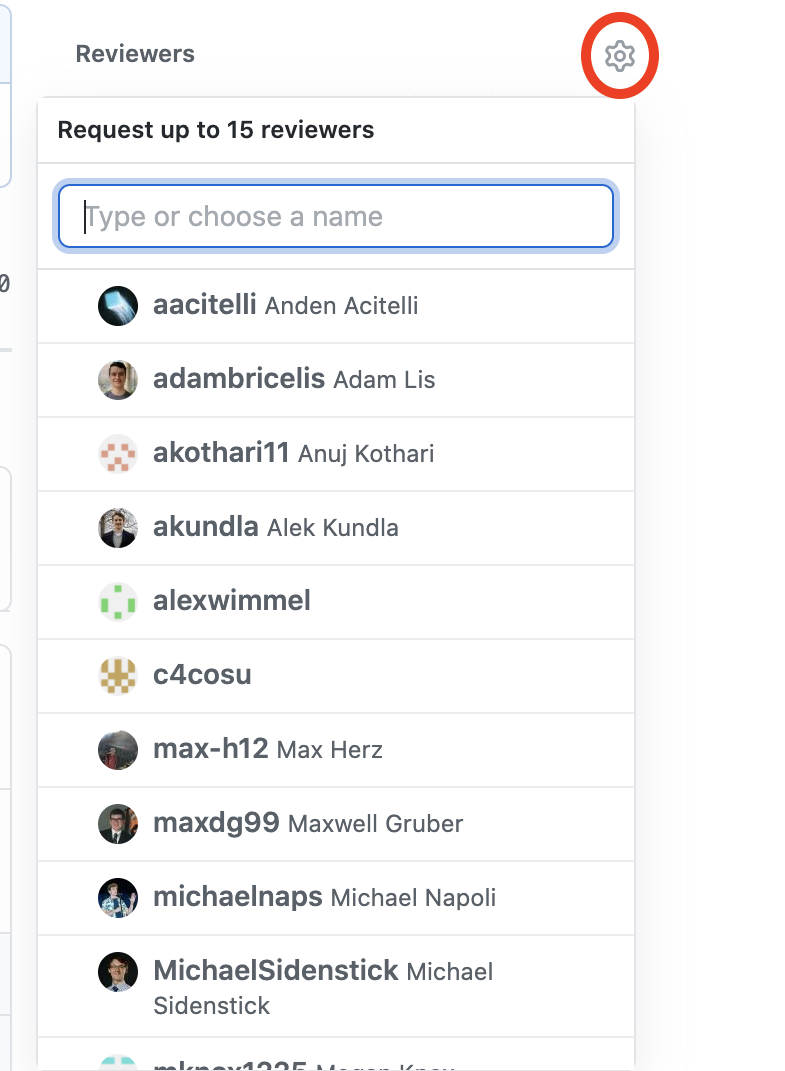 Reviewers
Request up to 15 reviewers
Type or choose a name
0
aacitelli Anden Acitelli
adambricelis Adam Lis
akothari11 Anuj Kothari
akundla Alek Kundla
alexwimmel
c4cosu
max-h12 Max Herz
maxdg99 Maxwell Gruber
michaelnaps Michael Napoli
MichaelSidenstick Michael
Sidenstick